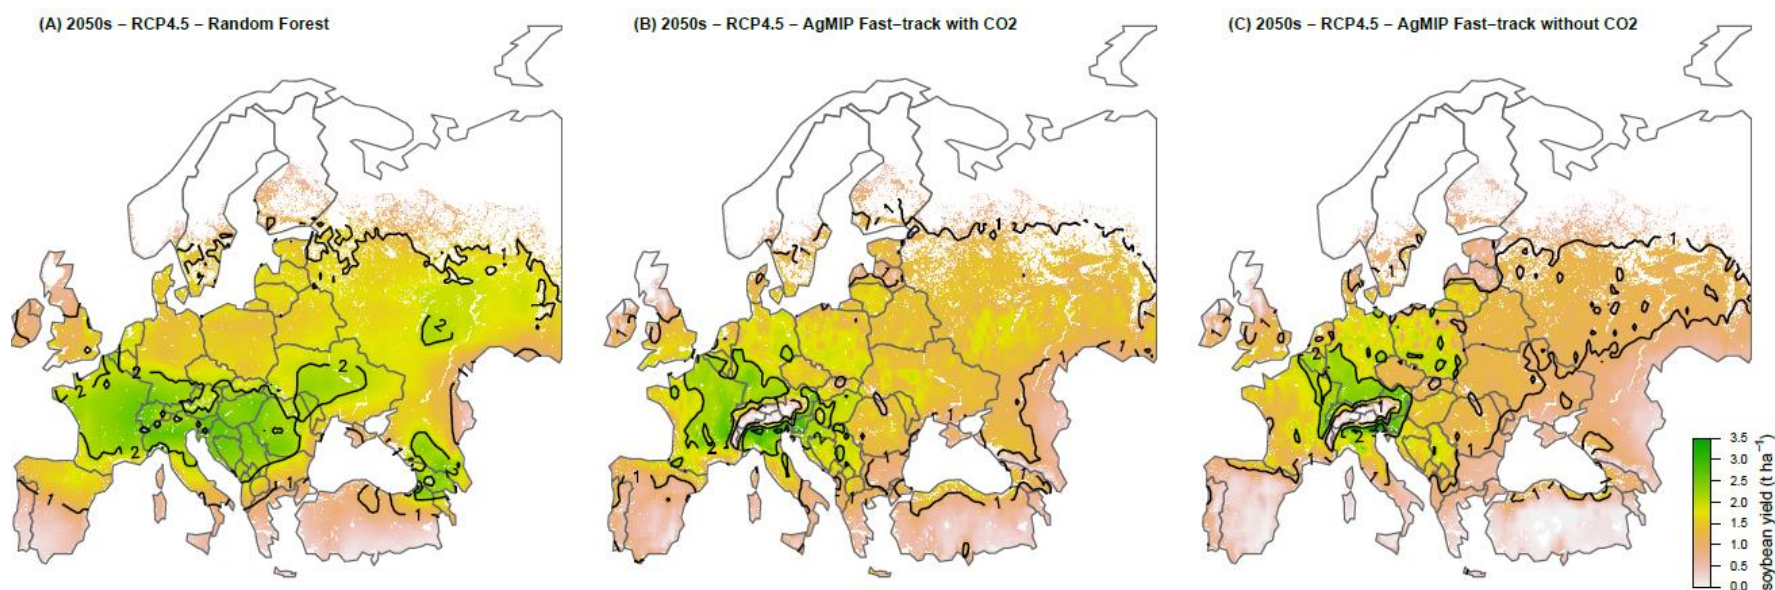 (A) 2050s – RCP4.5 – Random Forest
(B) 2050s – RCP4.5 – AgMIP Fast–track with CO2
(C) 2050s – RCP4.5 – AgMIP Fast–track without CO2
3.5
3.0
2.5
2.0
1.5
1.0
0.5
0.0
soybean yield (t ha⁻¹)